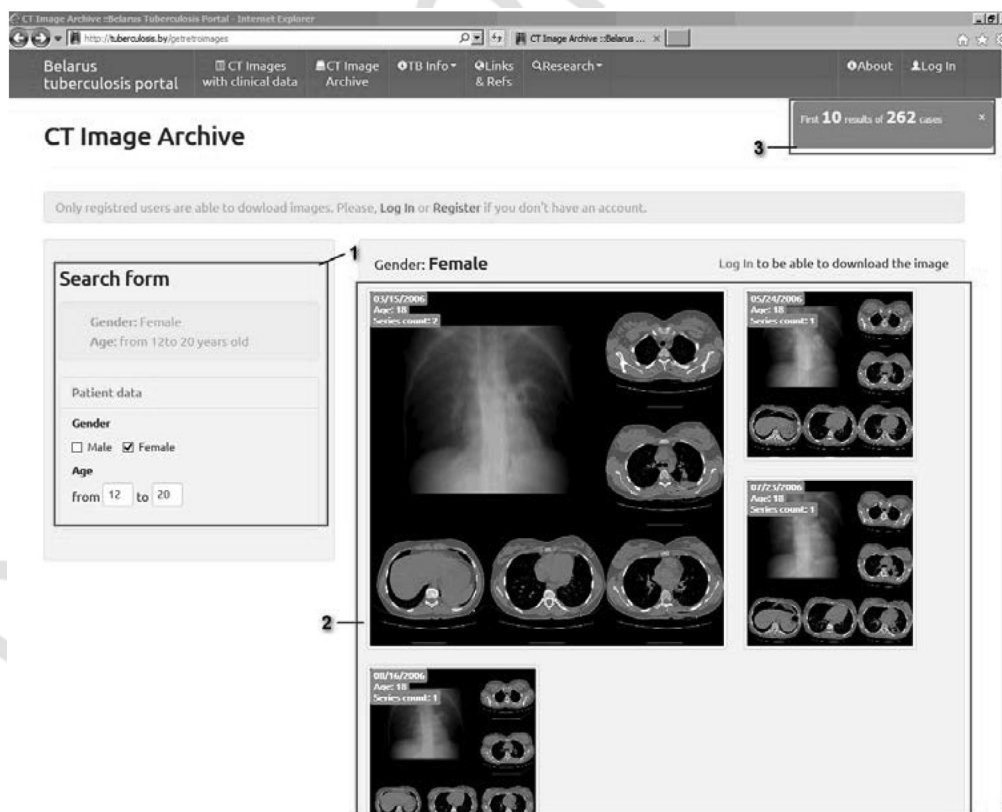 CT Image Archive ::Belarus Tuberculosis Portal - Internet Explorer
http://tuberculosis.by/getretroimages
CT Image Archive ::Belarus ...
Belarus tuberculosis portal
CT Images with clinical data
CT Image Archive
TB Info
Links & Refs
Research
About
Log In
First 10 results of 262 cases ×
3
CT Image Archive
Only registred users are able to dowload images. Please, Log In or Register if you don't have an account.
1
Search form
Gender: Female
Age: from 12to 20 years old
Patient data
Gender
Male Female
Age
from 12 to 20
Gender: Female
Log In to be able to download the image
03/15/2006
Age: 18
Series count: 2
05/24/2006
Age: 18
Series count: 1
07/25/2006
Age: 18
Series count: 1
2
08/16/2006
Age: 18
Series count: 1